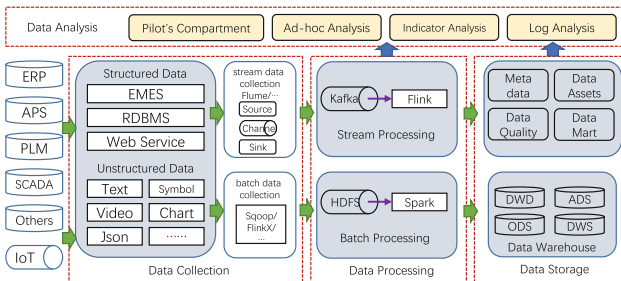 Data Analysis
Pilot's Compartment
Ad-hoc Analysis
Indicator Analysis
Log Analysis
ERP
APS
PLM
SCADA
Others
IoT
Structured Data
EMES
RDBMS
Web Service
Unstructured Data
Text
Symbol
Video
Chart
Json
......
stream data
collection
Flume/...
Source
Channe
Sink
batch data
collection
Sqoop/
FlinkX/
...
Data Collection
Kafka
Flink
Stream Processing
HDFS
Spark
Batch Processing
Data Processing
Meta
data
Data
Assets
Data
Quality
Data
Mart
DWD
ADS
ODS
DWS
Data Warehouse
Data Storage